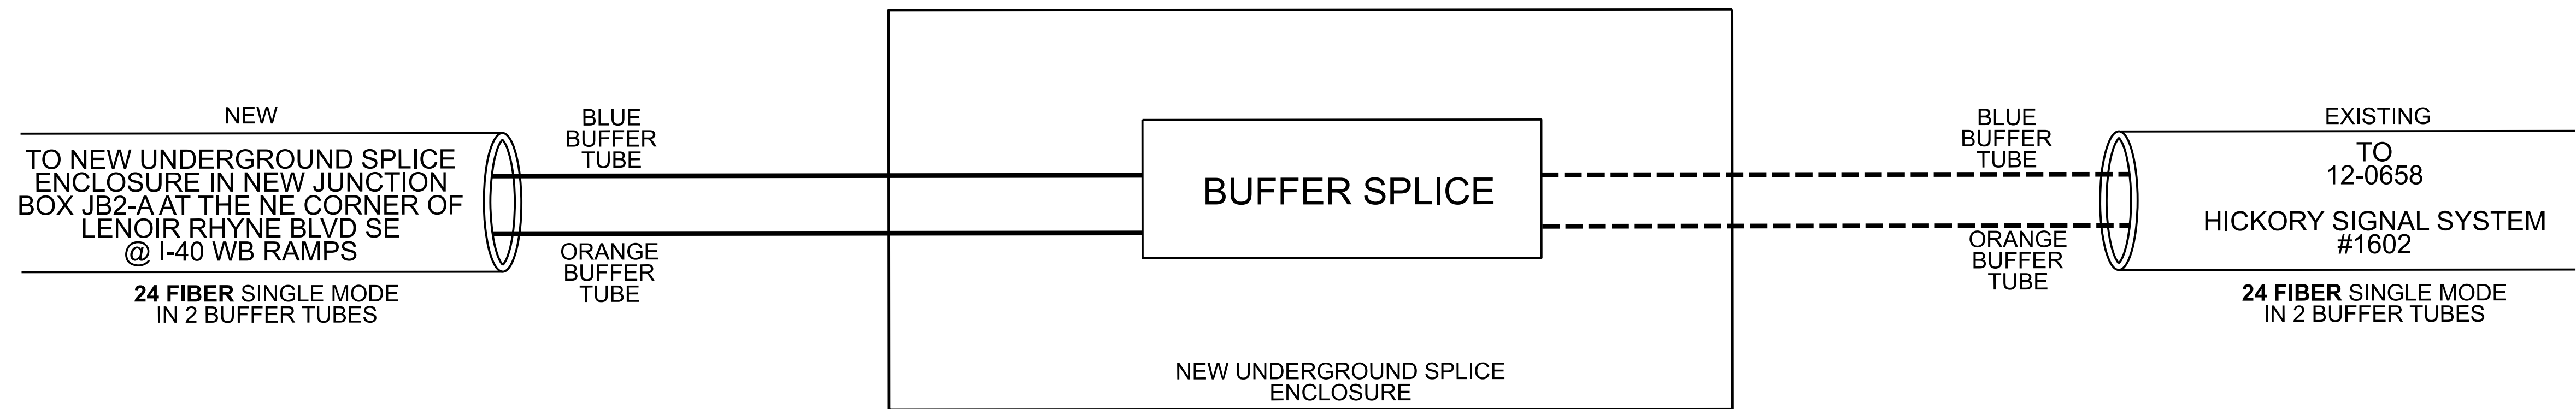 NEW
TO NEW UNDERGROUND SPLICE
ENCLOSURE IN NEW JUNCTION
BOX JB2-A AT THE NE CORNER OF
LENOIR RHYNE BLVD SE
@ I-40 WB RAMPS
24 FIBER SINGLE MODE
IN 2 BUFFER TUBES
BLUE
BUFFER
TUBE
ORANGE
BUFFER
TUBE
BUFFER SPLICE
NEW UNDERGROUND SPLICE
ENCLOSURE
BLUE
BUFFER
TUBE
ORANGE
BUFFER
TUBE
EXISTING
TO
12-0658
HICKORY SIGNAL SYSTEM
#1602
24 FIBER SINGLE MODE
IN 2 BUFFER TUBES